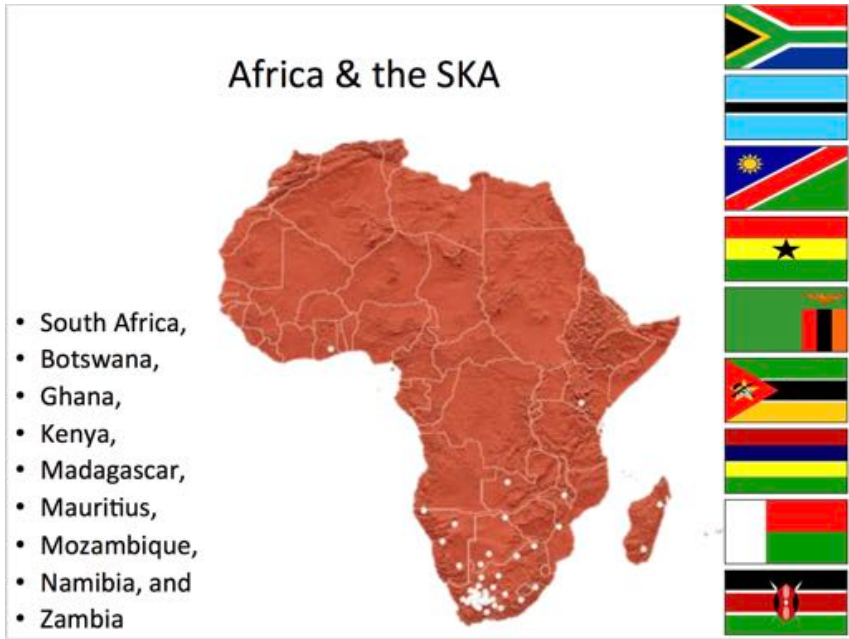 Africa & the SKA
• South Africa,
• Botswana,
• Ghana,
• Kenya,
• Madagascar,
• Mauritius,
• Mozambique,
• Namibia, and
• Zambia